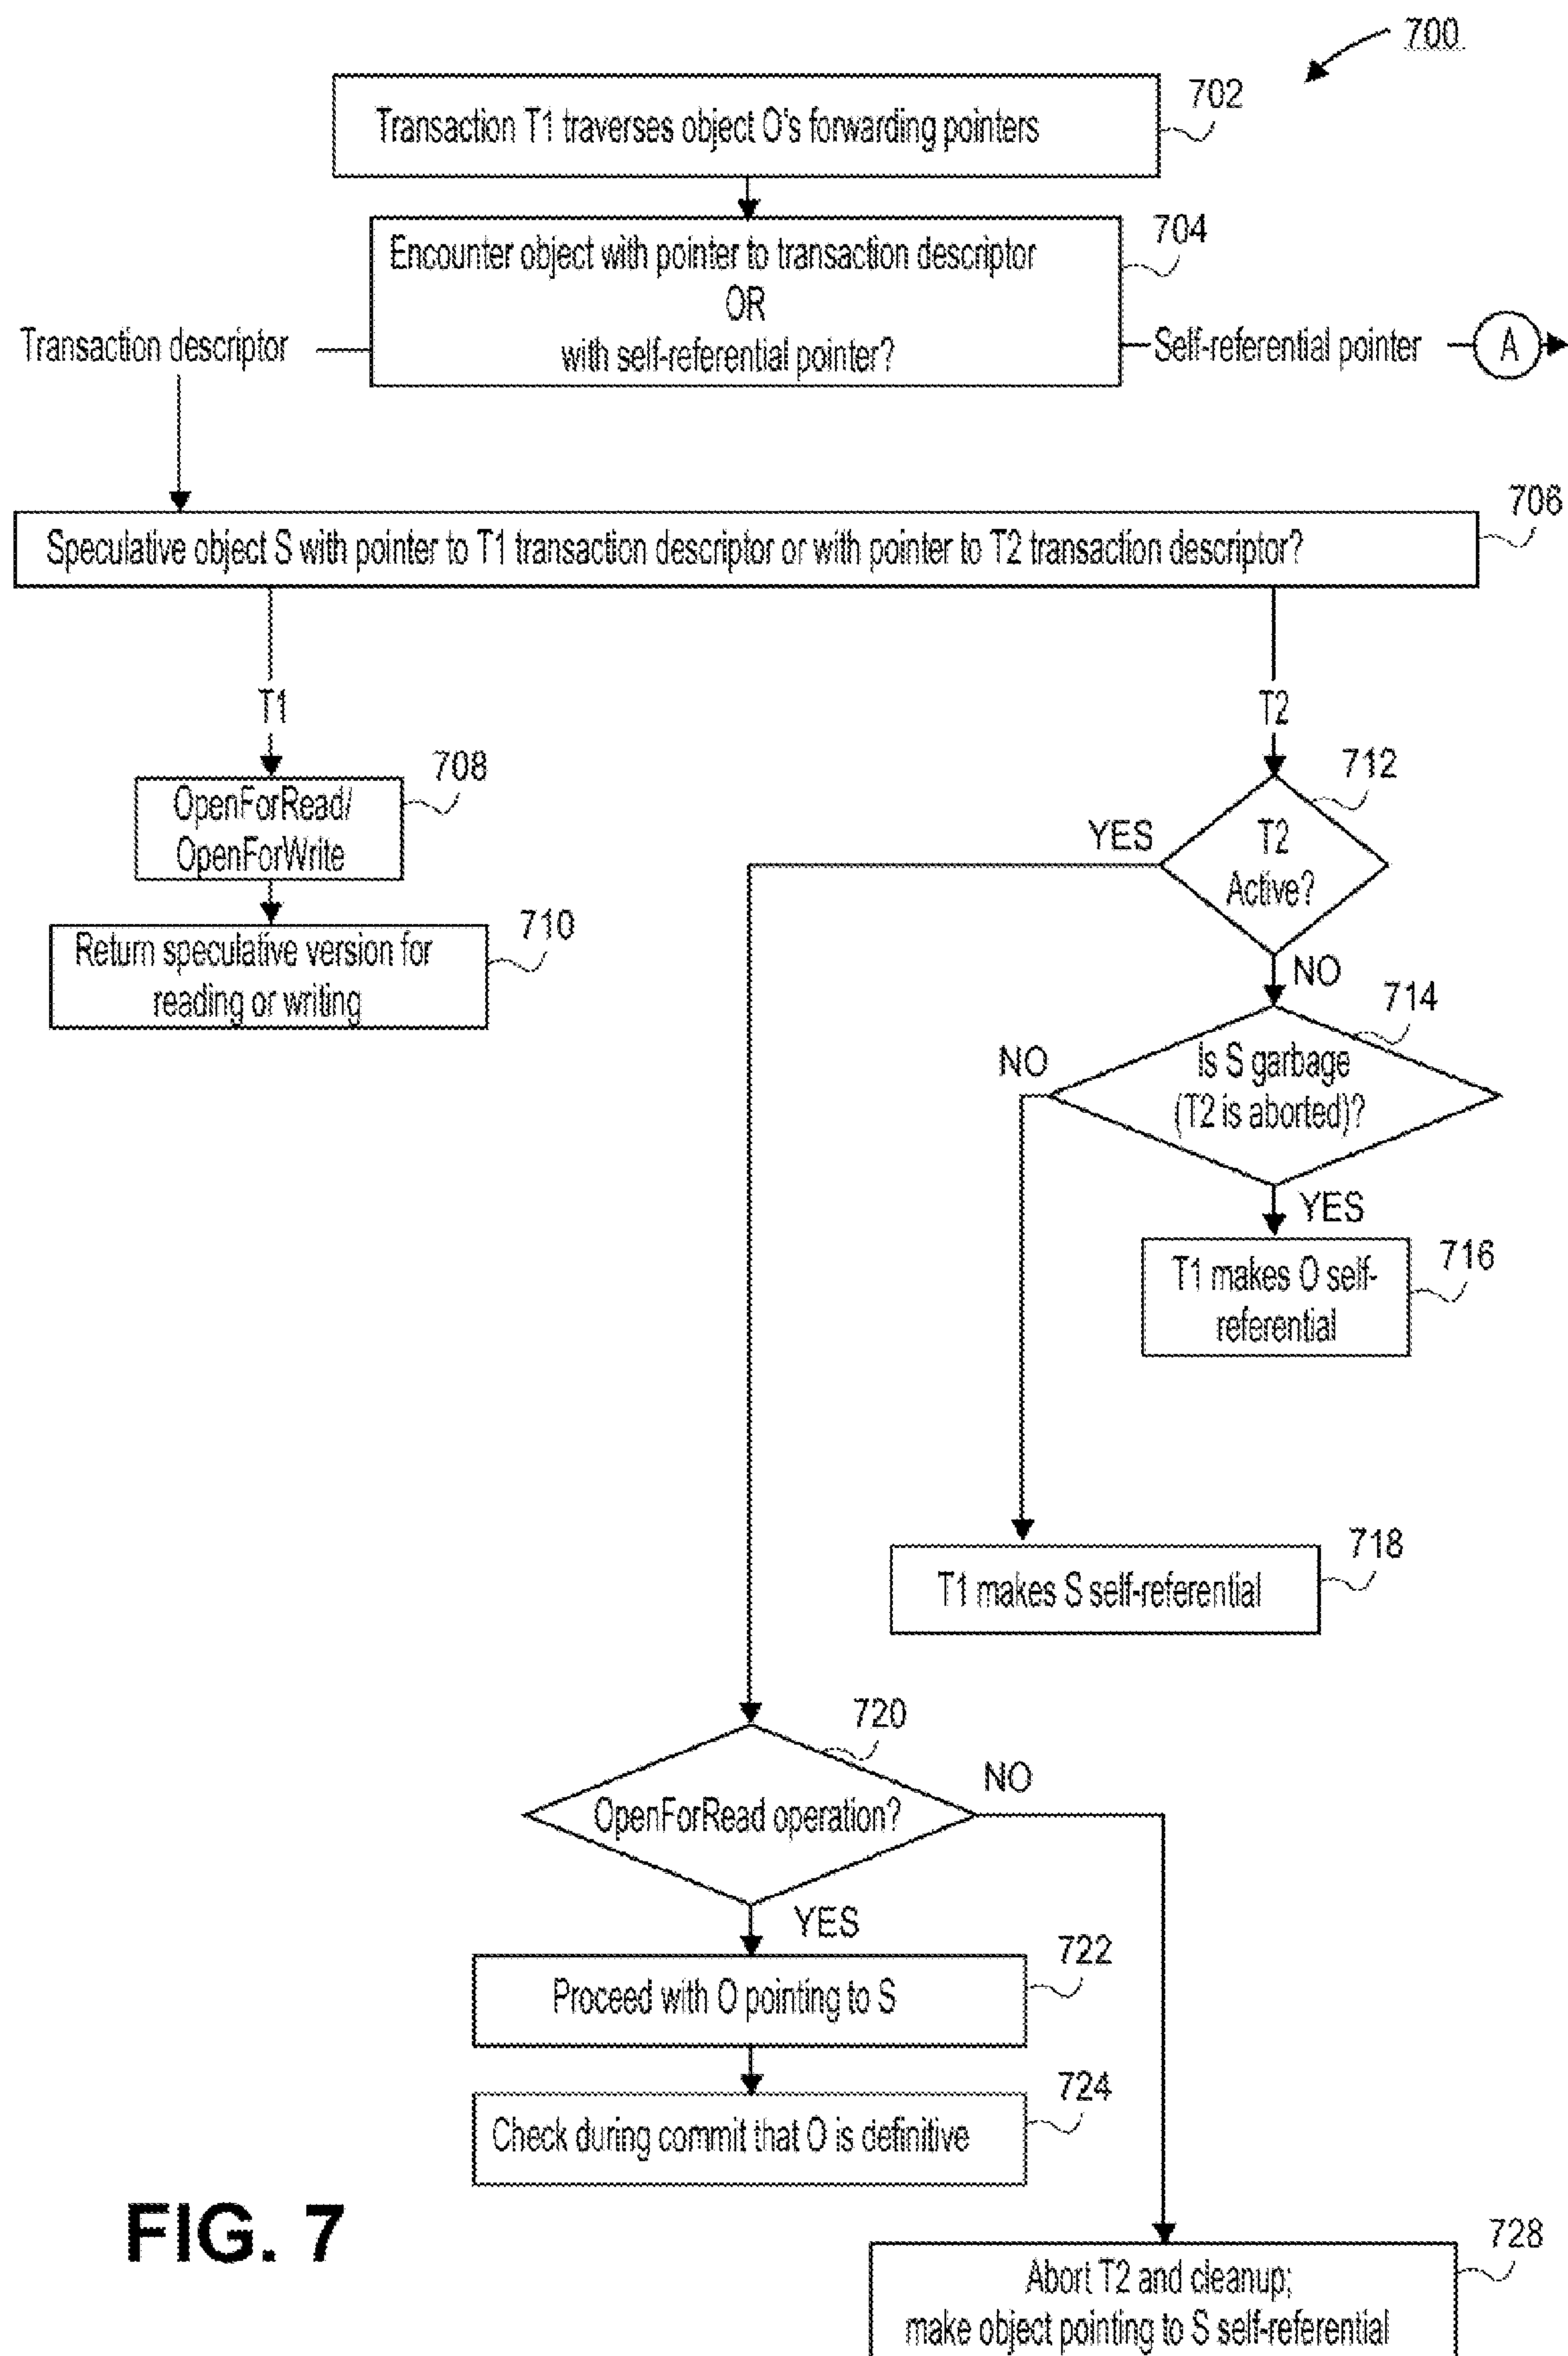 700
702
Transaction T1 traverses object O's forwarding pointers
704
Encounter object with pointer to transaction descriptor
OR
with self-referential pointer?
Transaction descriptor
Self-referential pointer
A
706
Speculative object S with pointer to T1 transaction descriptor or with pointer to T2 transaction descriptor?
T1
T2
708
OpenForRead/
OpenForWrite
712
YES
T2
Active?
710
Return speculative version for
reading or writing
NO
714
NO
Is S garbage
(T2 is aborted)?
YES
716
T1 makes O self-
referential
718
T1 makes S self-referential
720
NO
OpenForRead operation?
YES
722
Proceed with O pointing to S
724
Check during commit that O is definitive
FIG. 7
728
Abort T2 and cleanup;
make object pointing to S self-referential